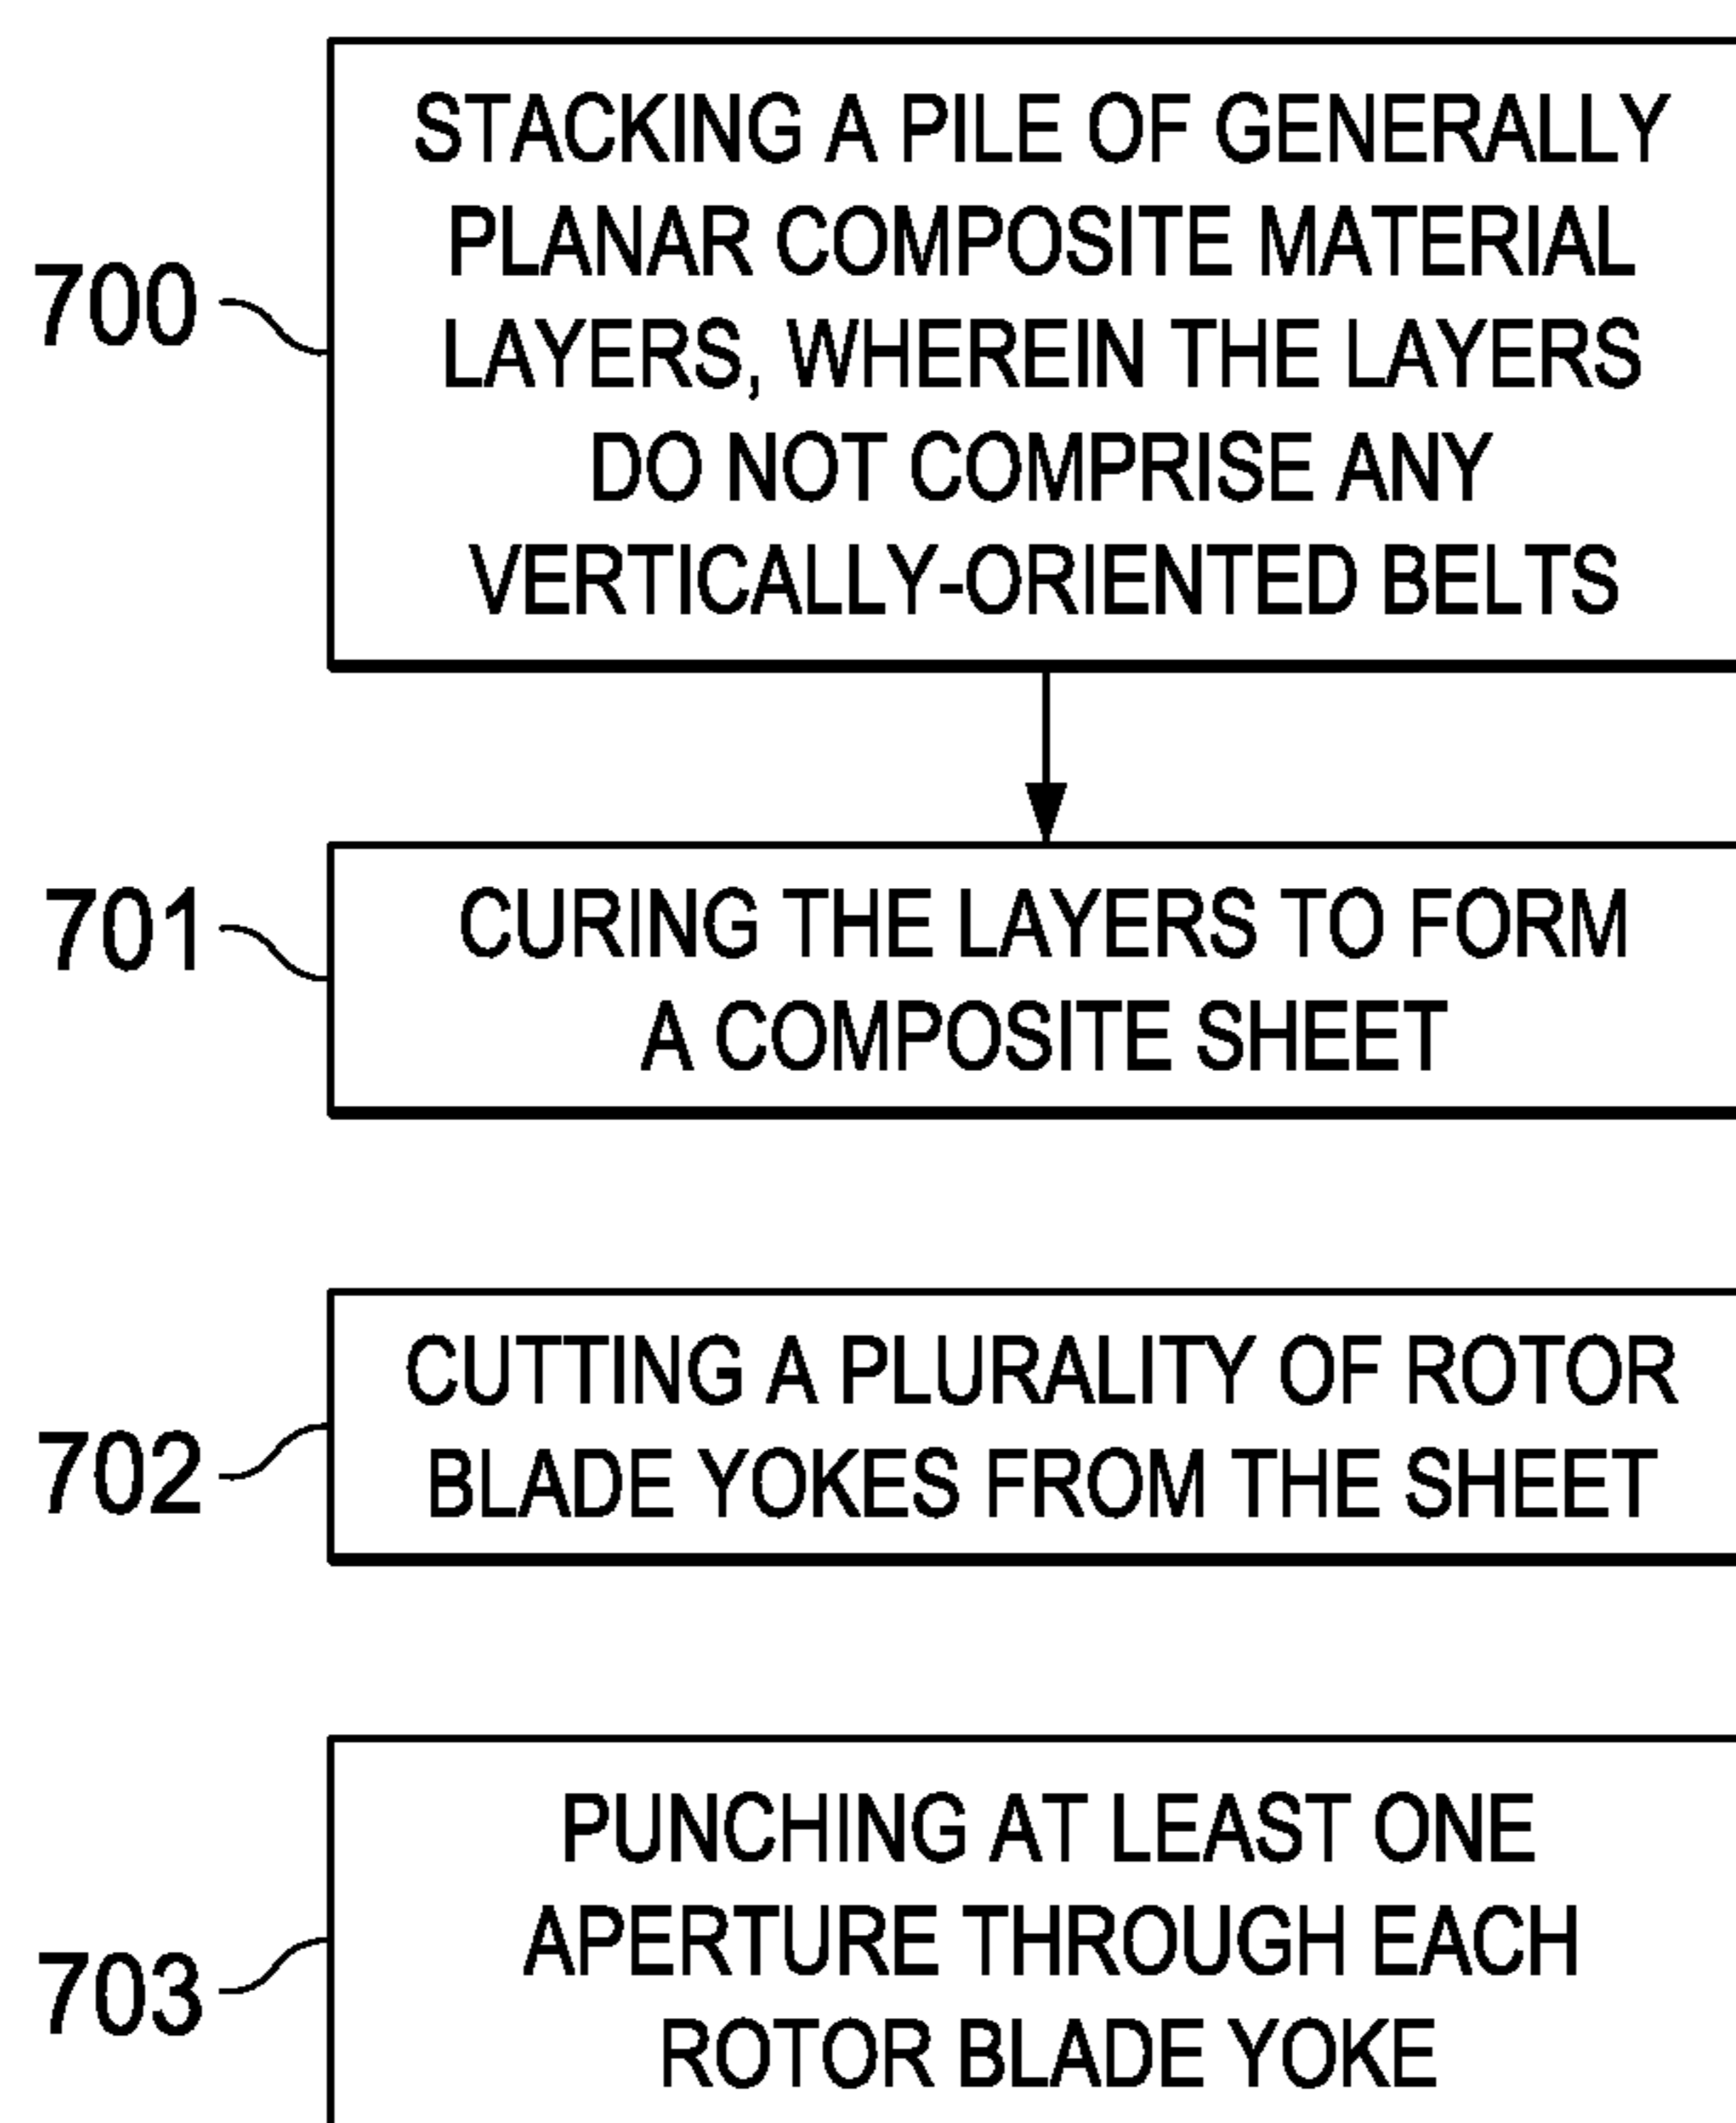 700
STACKING A PILE OF GENERALLY
PLANAR COMPOSITE MATERIAL
LAYERS, WHEREIN THE LAYERS
DO NOT COMPRISE ANY
VERTICALLY-ORIENTED BELTS
701
CURING THE LAYERS TO FORM
A COMPOSITE SHEET
702
CUTTING A PLURALITY OF ROTOR
BLADE YOKES FROM THE SHEET
703
PUNCHING AT LEAST ONE
APERTURE THROUGH EACH
ROTOR BLADE YOKE